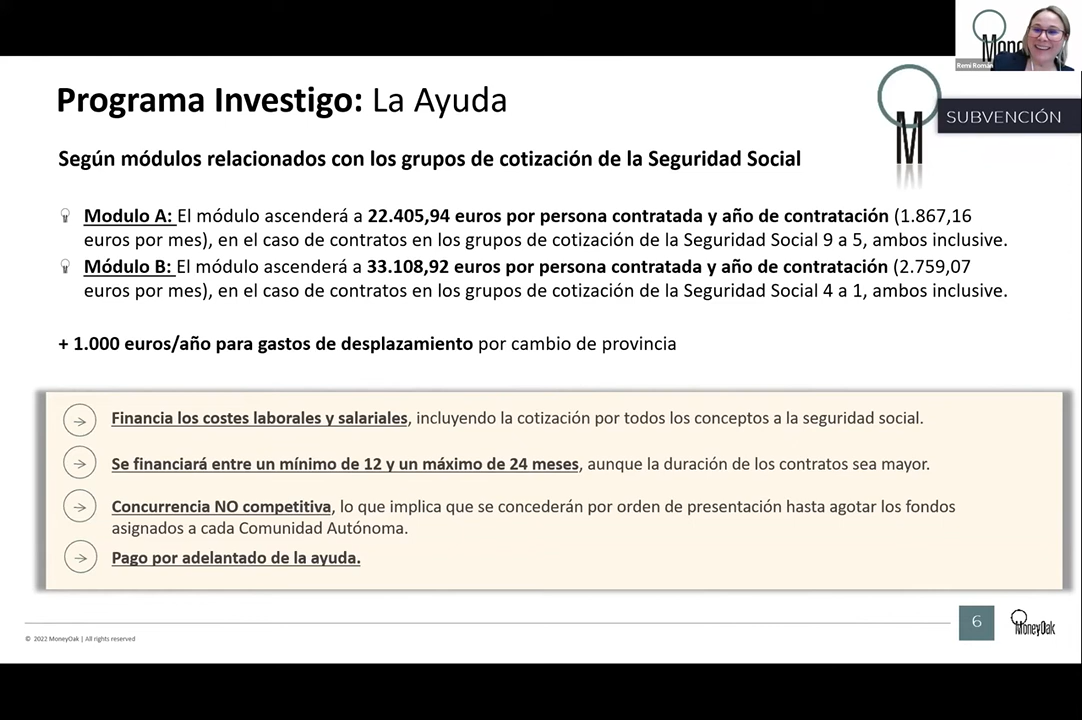 Mone
Remi Román
Programa Investigo: La Ayuda
M
SUBVENCIÓN
Según módulos relacionados con los grupos de cotización de la Seguridad Social
Modulo A: El módulo ascenderá a 22.405,94 euros por persona contratada y año de contratación (1.867,16
euros por mes), en el caso de contratos en los grupos de cotización de la Seguridad Social 9 a 5, ambos inclusive.
Módulo B: El módulo ascenderá a 33.108,92 euros por persona contratada y año de contratación (2.759,07
euros por mes), en el caso de contratos en los grupos de cotización de la Seguridad Social 4 a 1, ambos inclusive.
+ 1.000 euros/año para gastos de desplazamiento por cambio de provincia
Financia los costes laborales y salariales, incluyendo la cotización por todos los conceptos a la seguridad social.
Se financiará entre un mínimo de 12 y un máximo de 24 meses, aunque la duración de los contratos sea mayor.
Concurrencia NO competitiva, lo que implica que se concederán por orden de presentación hasta agotar los fondos
asignados a cada Comunidad Autónoma.
Pago por adelantado de la ayuda.
© 2022 MoneyOak | All rights reserved
6
MoneyOak